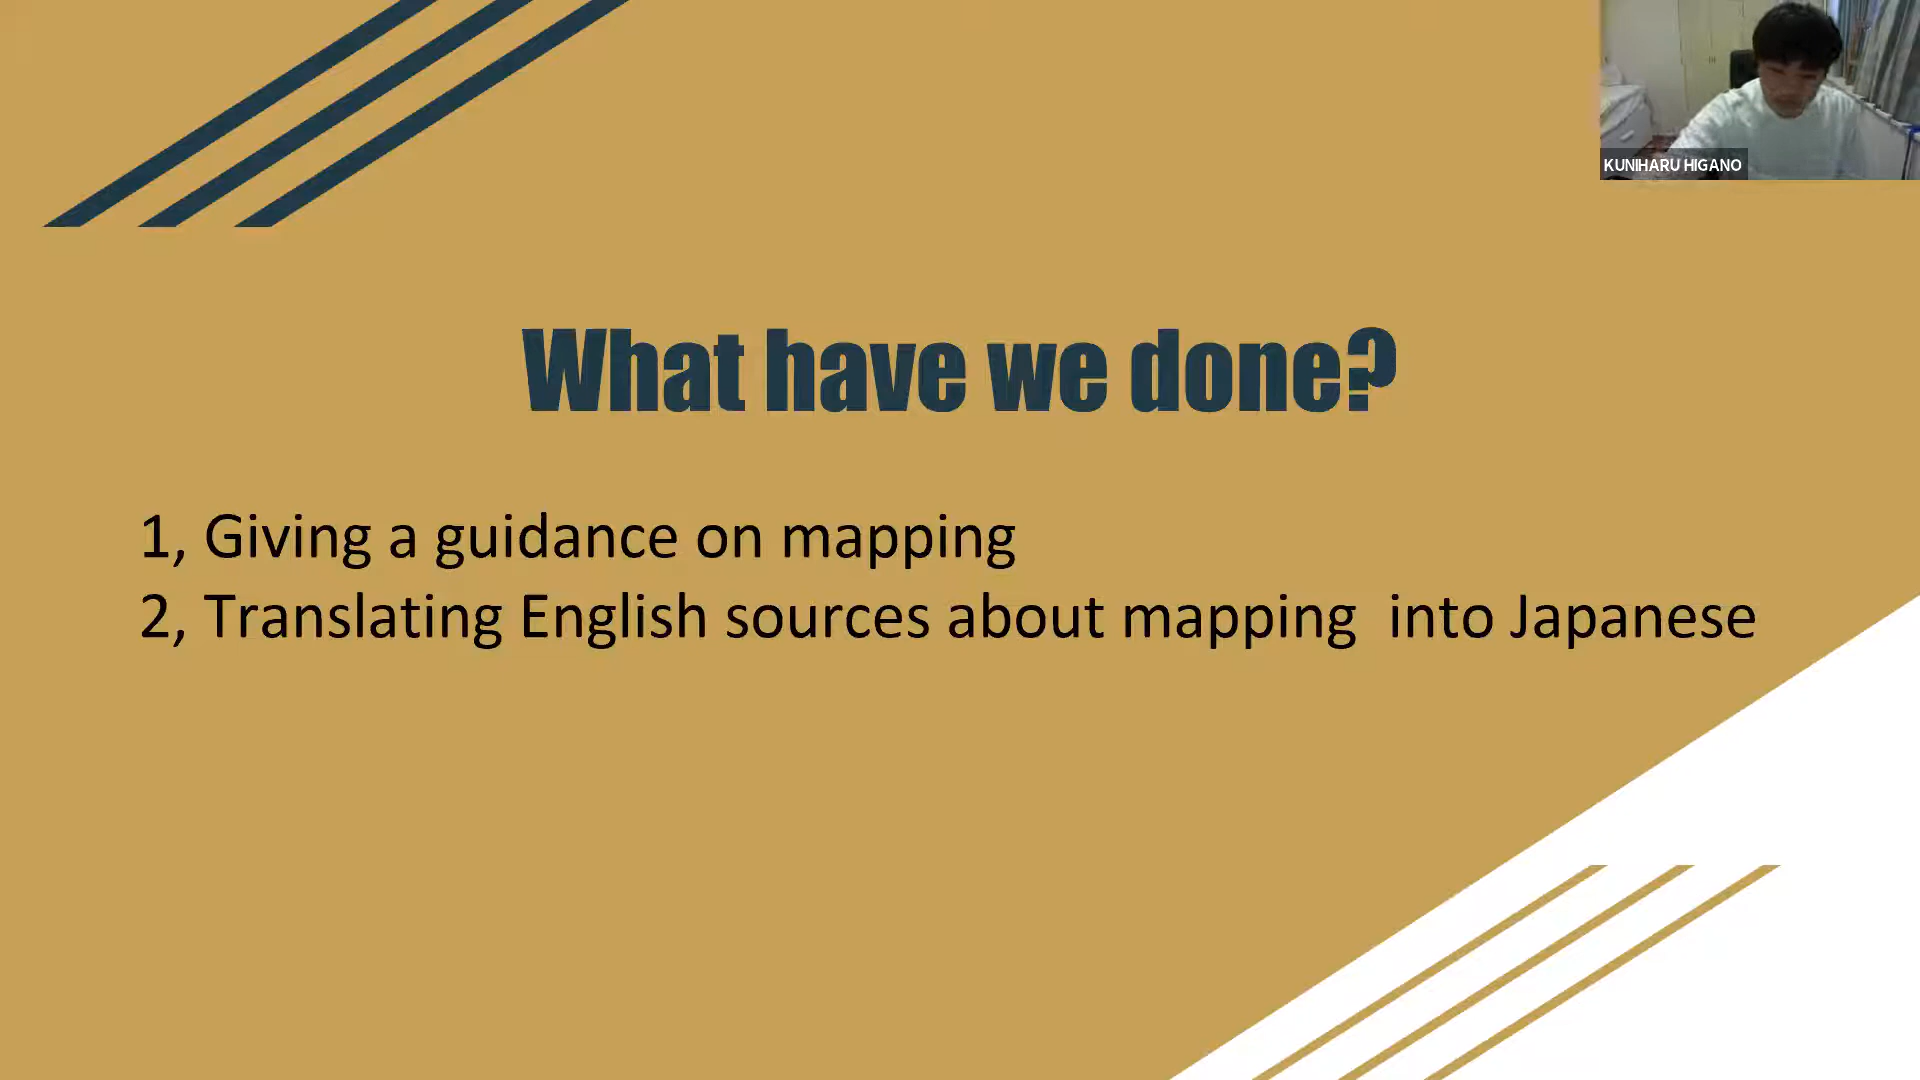 KUNIHARU HIGANO
What have we done?
1, Giving a guidance on mapping
2, Translating English sources about mapping  into Japanese